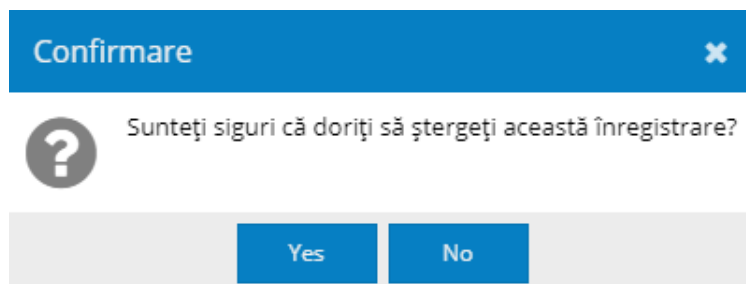 Confirmare
Sunteţi siguri că doriţi să ştergeţi această înregistrare?
Yes No